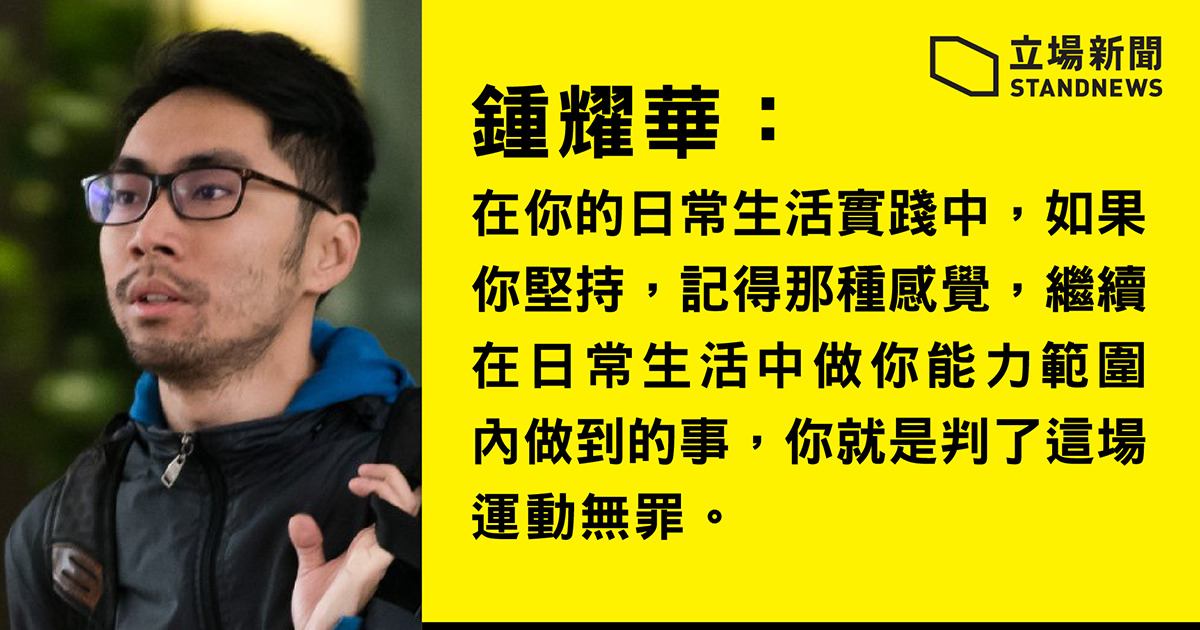 立場新聞
STANDNEWS
鍾耀華：
在你的日常生活實踐中，如果
你堅持，記得那種感覺，繼續
在日常生活中做你能力範圍
內做到的事，你就是判了這場
運動無罪。